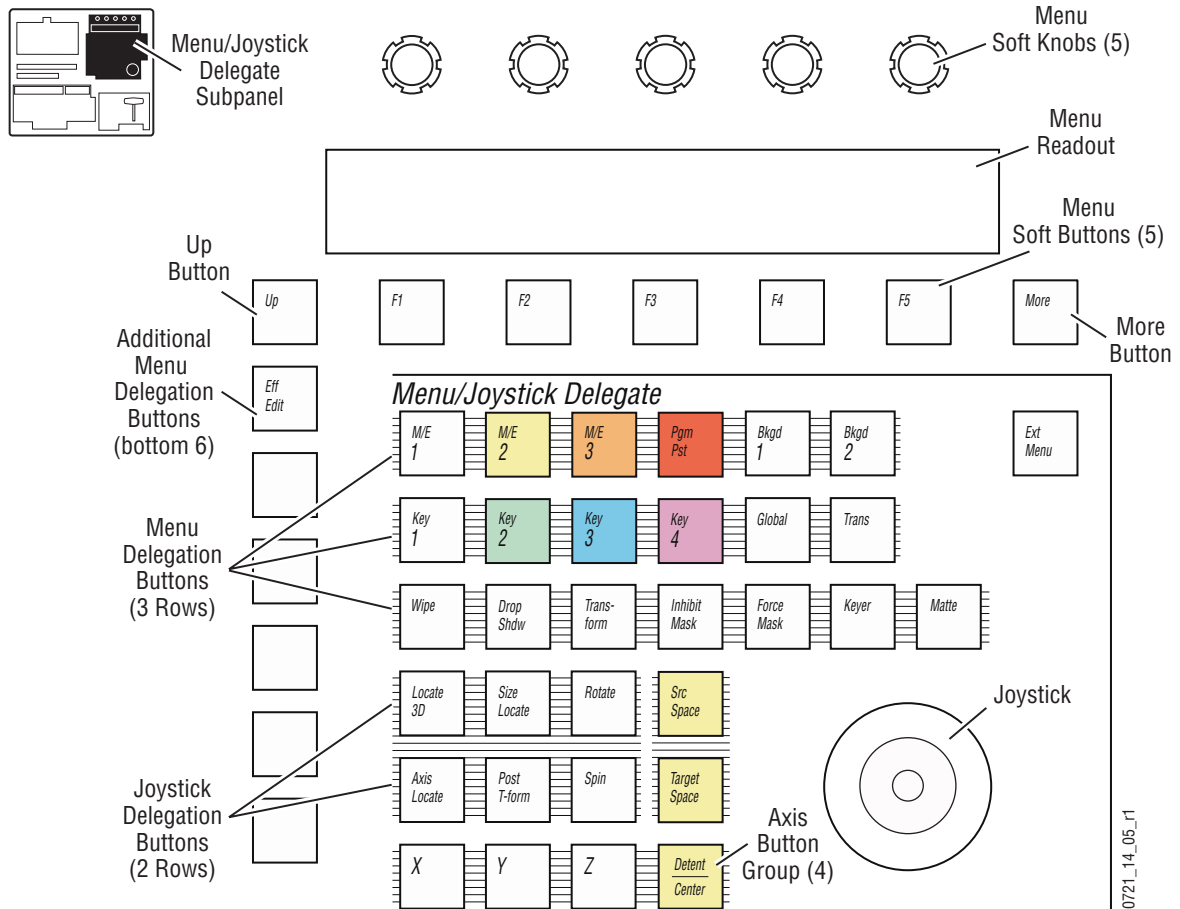 Menu/Joystick
Delegate
Subpanel
Menu
Soft Knobs (5)
Menu
Readout
Menu
Soft Buttons (5)
Up
Button
Up
F1
F2
F3
F4
F5
More
More
Button
Additional
Menu
Delegation
Buttons
(bottom 6)
Eff
Edit
Menu/Joystick Delegate
M/E
1
M/E
2
M/E
3
Pgm
Pst
Bkgd
1
Bkgd
2
Ext
Menu
Menu
Delegation
Buttons
(3 Rows)
Key
1
Key
2
Key
3
Key
4
Global
Trans
Wipe
Drop
Shdw
Trans-
form
Inhibit
Mask
Force
Mask
Keyer
Matte
Locate
3D
Size
Locate
Rotate
Src
Space
Joystick
Joystick
Delegation
Buttons
(2 Rows)
Axis
Locate
Post
T-form
Spin
Target
Space
Axis
Button
Group (4)
X
Y
Z
Detent
Center
0721_14_05_r1